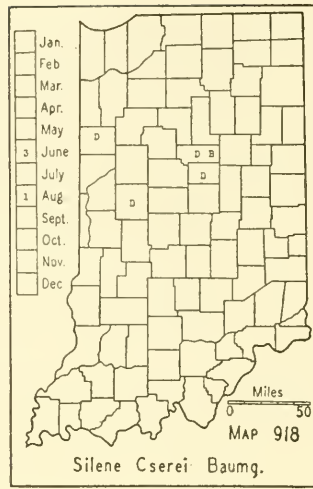 Jan.
Feb
Mar.
Apr.
May
3 June
July
1 Aug
Sept.
Oct.
Nov.
Dec
D
D B
D
D
Miles
0 50
MAP 918
Silene Cserei Baumg.